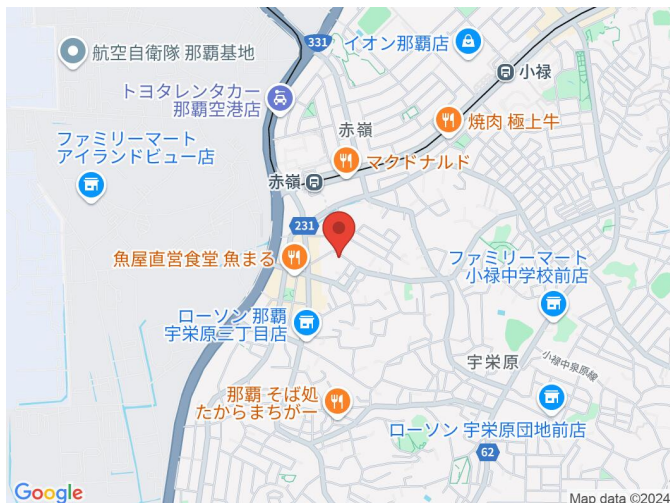 331
イオン那覇店
航空自衛隊 那覇基地
小禄
トヨタレンタカー
那覇空港店
焼肉 極上牛
赤嶺
ファミリーマート
アイランドビュー店
マクドナルド
赤嶺
231
魚屋直営食堂 魚まる
ファミリーマート
小禄中学校前店
ローソン 那覇
宇栄原三丁目店
宇栄原
小禄中泉原線
那覇 そば処
たからまちがー
ローソン 宇栄原団地前店
62
Google
Map data ©2024